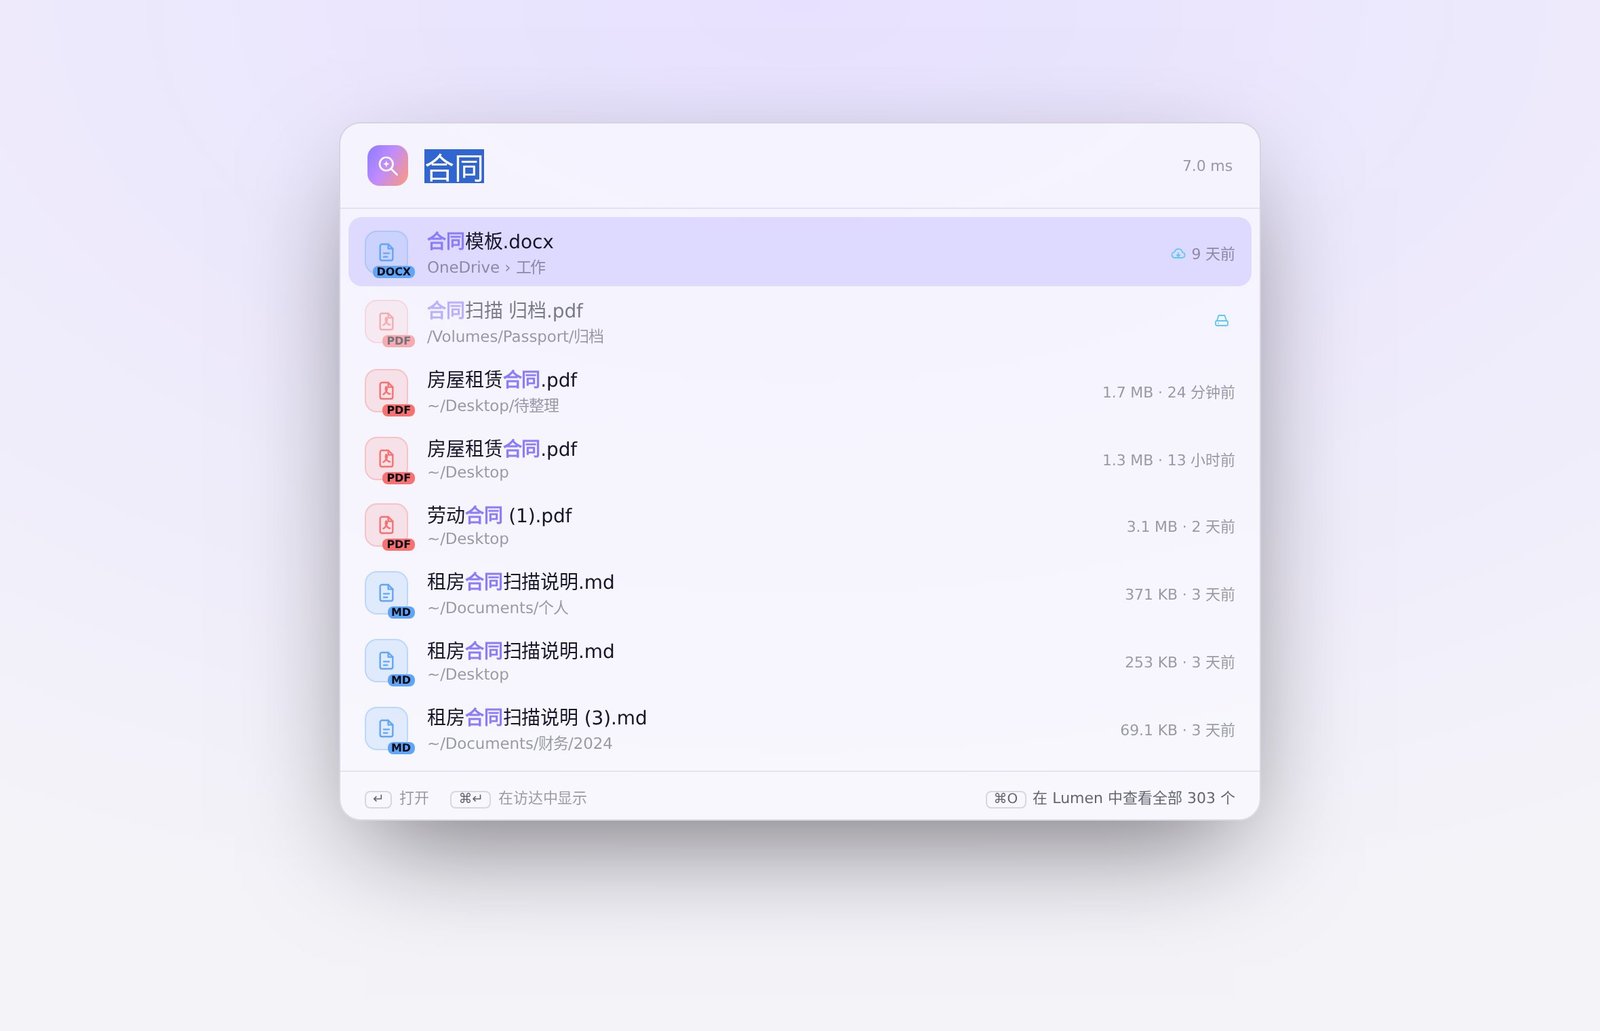 合同
7.0 ms
合同模板.docx
DOCX
OneDrive › 工作
9 天前
合同扫描 归档.pdf
PDF
/Volumes/Passport/归档
房屋租赁合同.pdf
PDF
~/Desktop/待整理
1.7 MB · 24 分钟前
房屋租赁合同.pdf
PDF
~/Desktop
1.3 MB · 13 小时前
劳动合同 (1).pdf
PDF
~/Desktop
3.1 MB · 2 天前
租房合同扫描说明.md
MD
~/Documents/个人
371 KB · 3 天前
租房合同扫描说明.md
MD
~/Desktop
253 KB · 3 天前
租房合同扫描说明 (3).md
MD
~/Documents/财务/2024
69.1 KB · 3 天前
↵ 打开 ⌘↵ 在访达中显示 ⌘O 在 Lumen 中查看全部 303 个